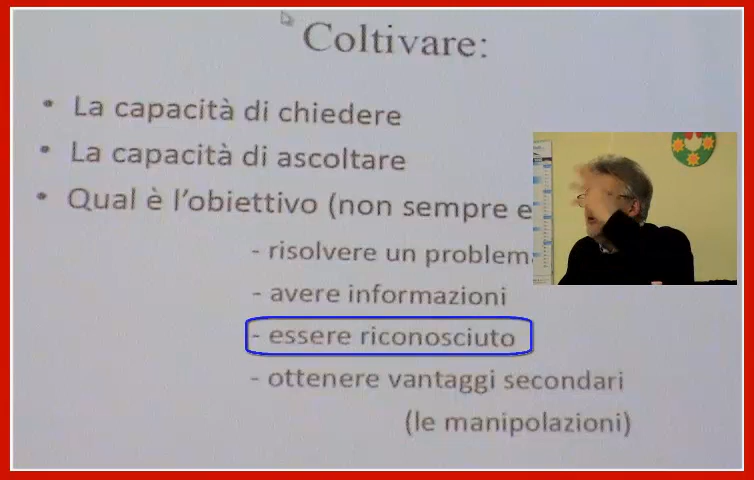 Coltivare:
• La capacità di chiedere
• La capacità di ascoltare
• Qual è l'obiettivo (non sempre
- risolvere un
- avere informazioni
- essere riconosciuto
- ottenere vantaggi secondari
(le manipolazioni)